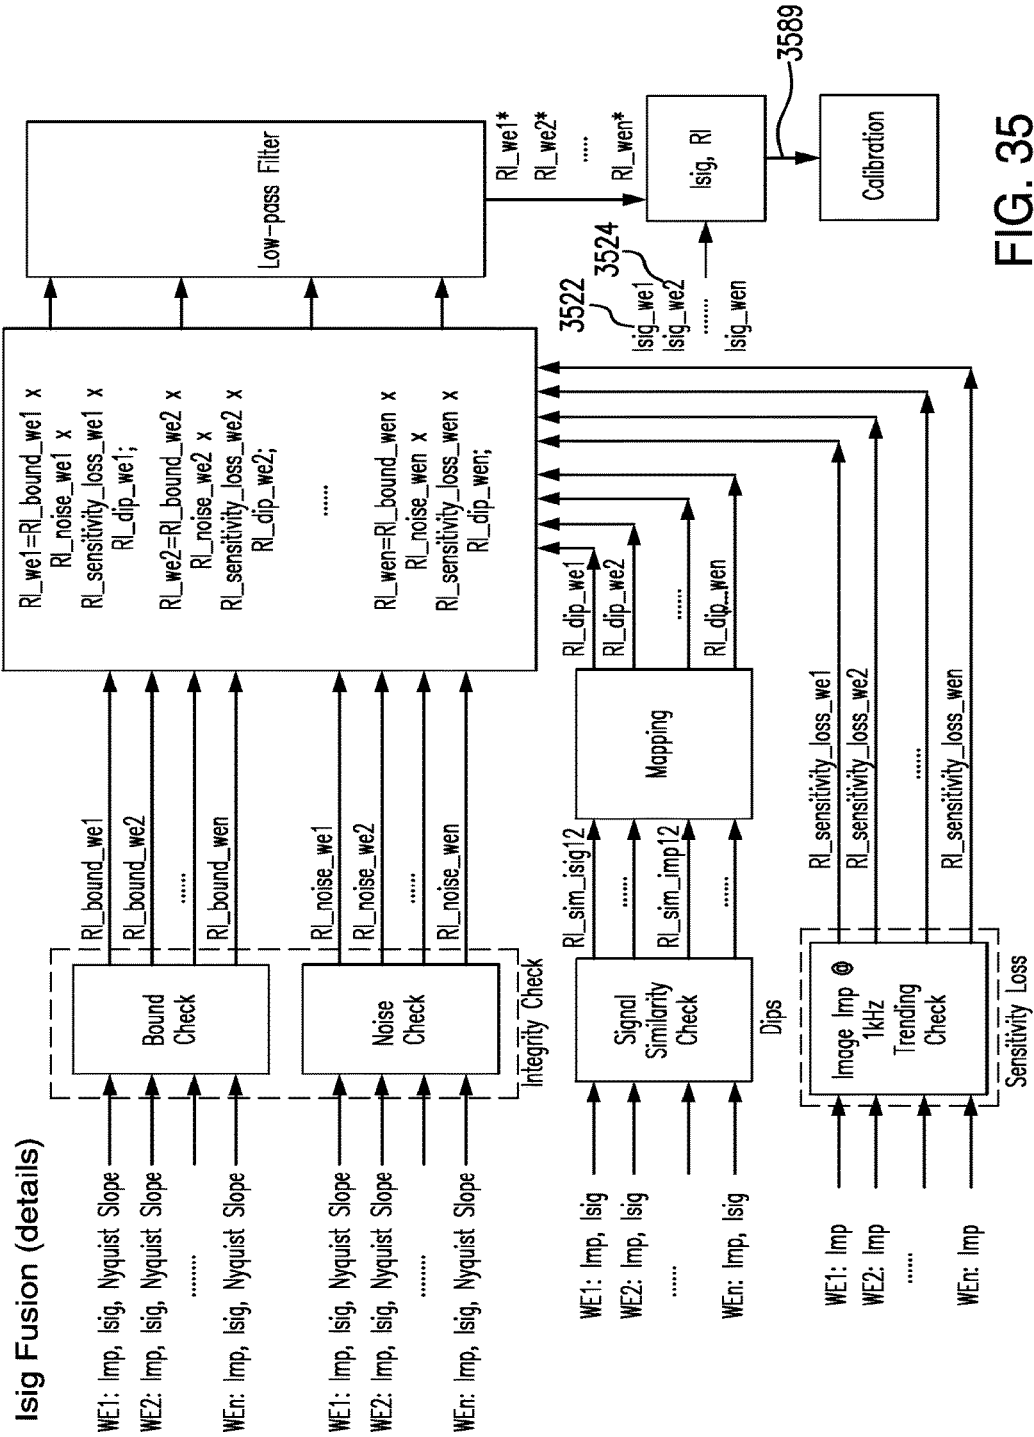 Isig Fusion (details)
WE1: Imp, Isig, Nyquist Slope
WE2: Imp, Isig, Nyquist Slope
........
WEn: Imp, Isig, Nyquist Slope
Bound
Check
RI_bound_we1
RI_bound_we2
......
RI_bound_wen
WE1: Imp, Isig, Nyquist Slope
WE2: Imp, Isig, Nyquist Slope
........
WEn: Imp, Isig, Nyquist Slope
Noise
Check
RI_noise_we1
RI_noise_we2
......
RI_noise_wen
Integrity Check
WE1: Imp, Isig
WE2: Imp, Isig
......
WEn: Imp, Isig
Signal
Similarity
Check
Dips
RI_sim_isig12
......
RI_sim_imp12
......
Mapping
RI_dip_we1
RI_dip_we2
......
RI_dip_wen
WE1: Imp
WE2: Imp
......
WEn: Imp
Image Imp @
1kHz
Trending
Check
Sensitivity Loss
RI_sensitivity_loss_we1
RI_sensitivity_loss_we2
......
RI_sensitivity_loss_wen
RI_we1=RI_bound_we1 x
RI_noise_we1 x
RI_sensitivity_loss_we1 x
RI_dip_we1;
RI_we2=RI_bound_we2 x
RI_noise_we2 x
RI_sensitivity_loss_we2 x
RI_dip_we2;
......
RI_wen=RI_bound_wen x
RI_noise_wen x
RI_sensitivity_loss_wen x
RI_dip_wen;
Low-pass Filter
RI_we1*
RI_we2*
......
RI_wen*
3522
3524
Isig_we1
Isig_we2
.......
Isig_wen
Isig, RI
3589
Calibration
FIG. 35